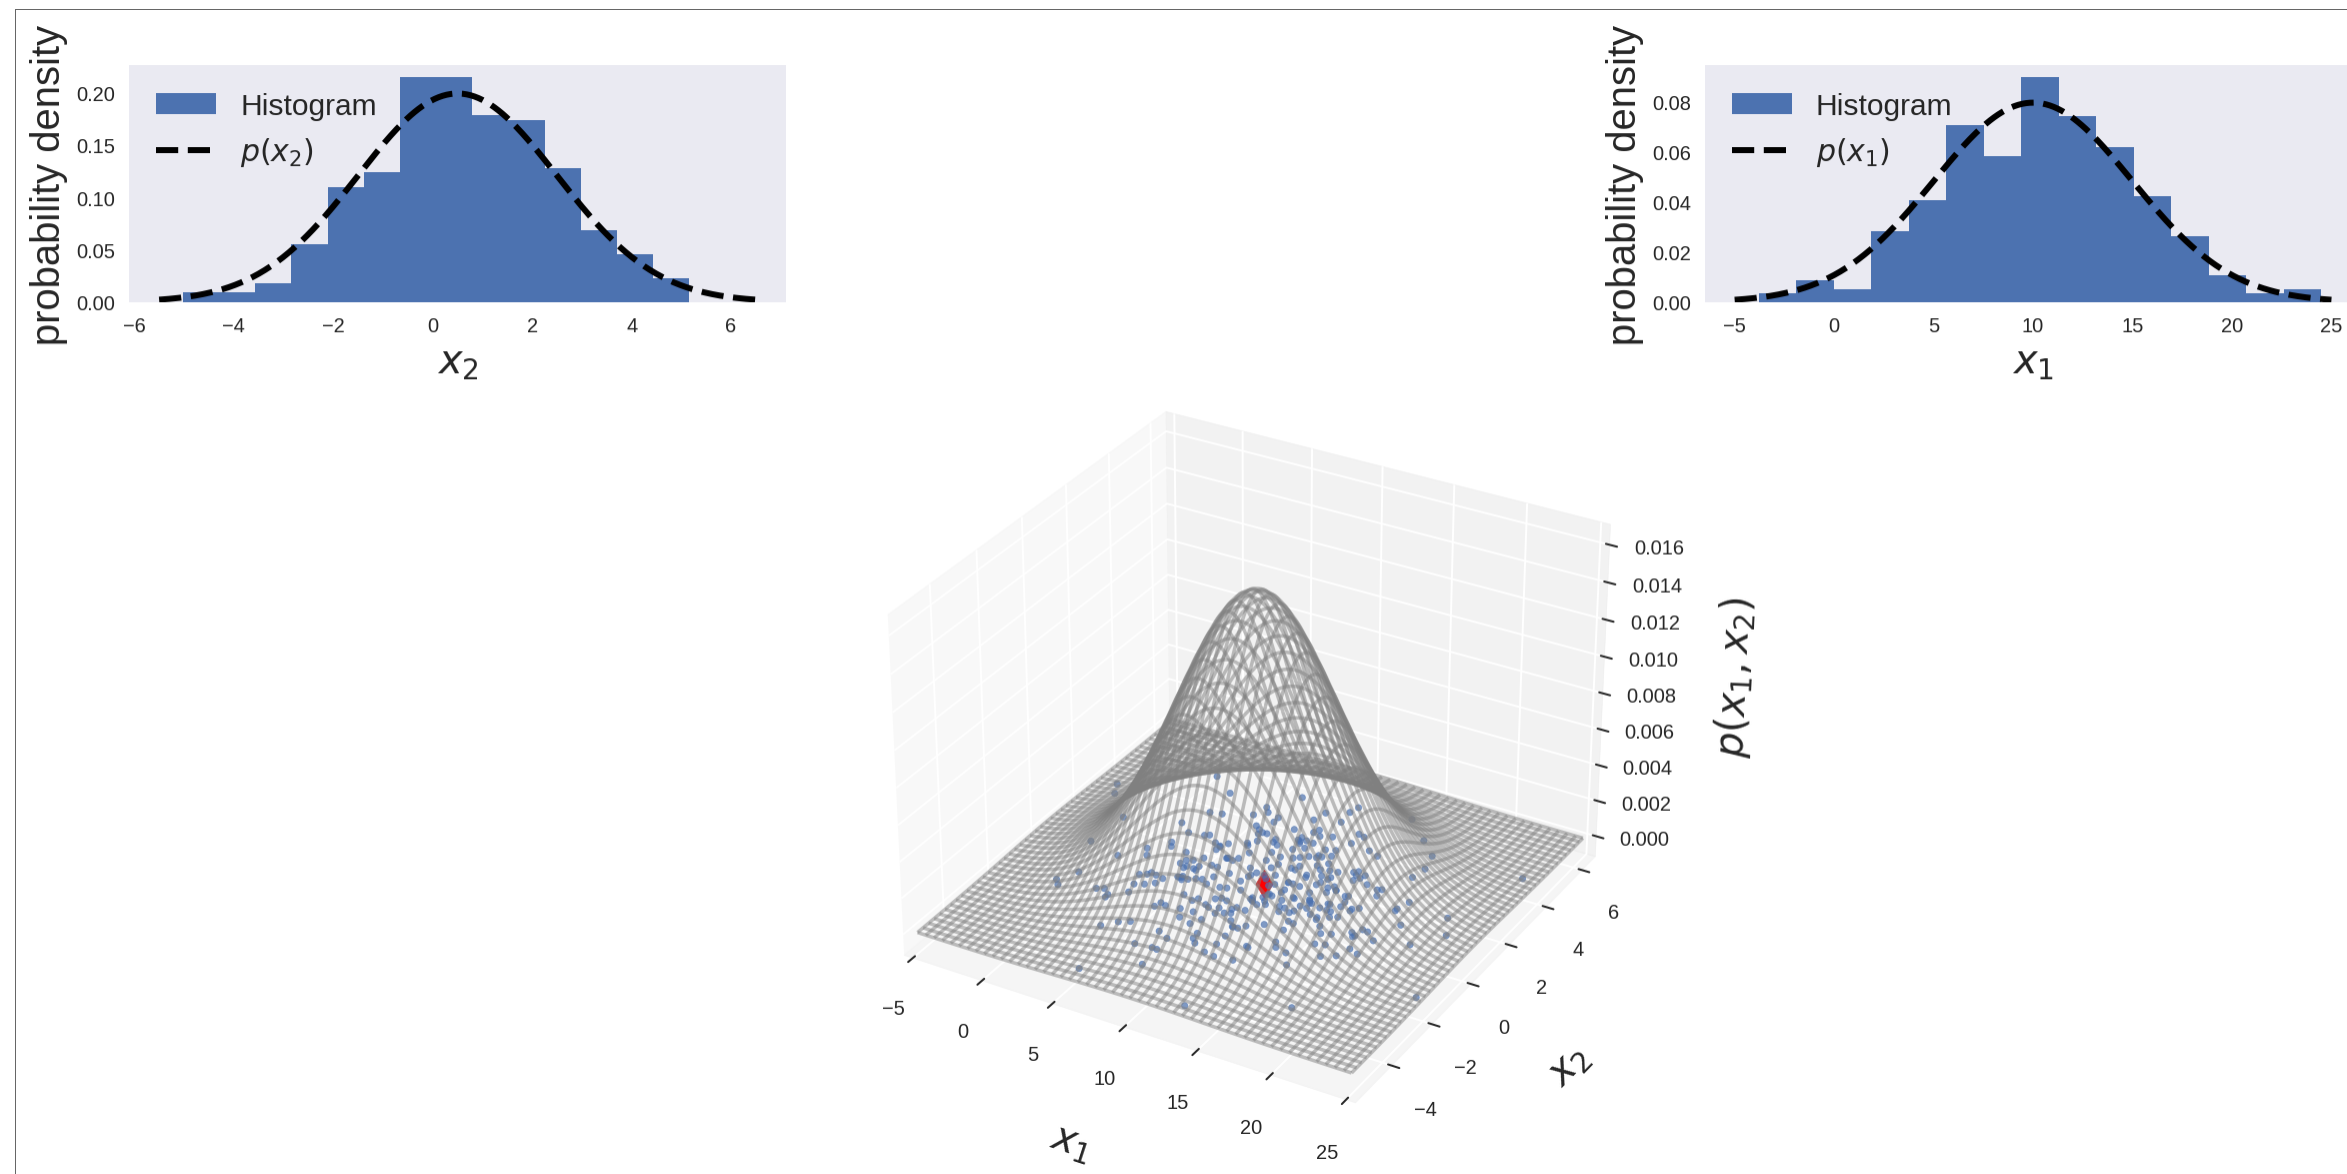 probability density
0.20
0.15
0.10
0.05
0.00
Histogram
p(x₂)
−6 −4 −2 0 2 4 6
x₂
probability density
0.08
0.06
0.04
0.02
0.00
Histogram
p(x₁)
−5 0 5 10 15 20 25
x₁
0.016
0.014
0.012
0.010
0.008
0.006
0.004
0.002
0.000
p(x₁, x₂)
6
4
2
0
−2
−4
x₂
−5
0
5
10
15
20
25
x₁